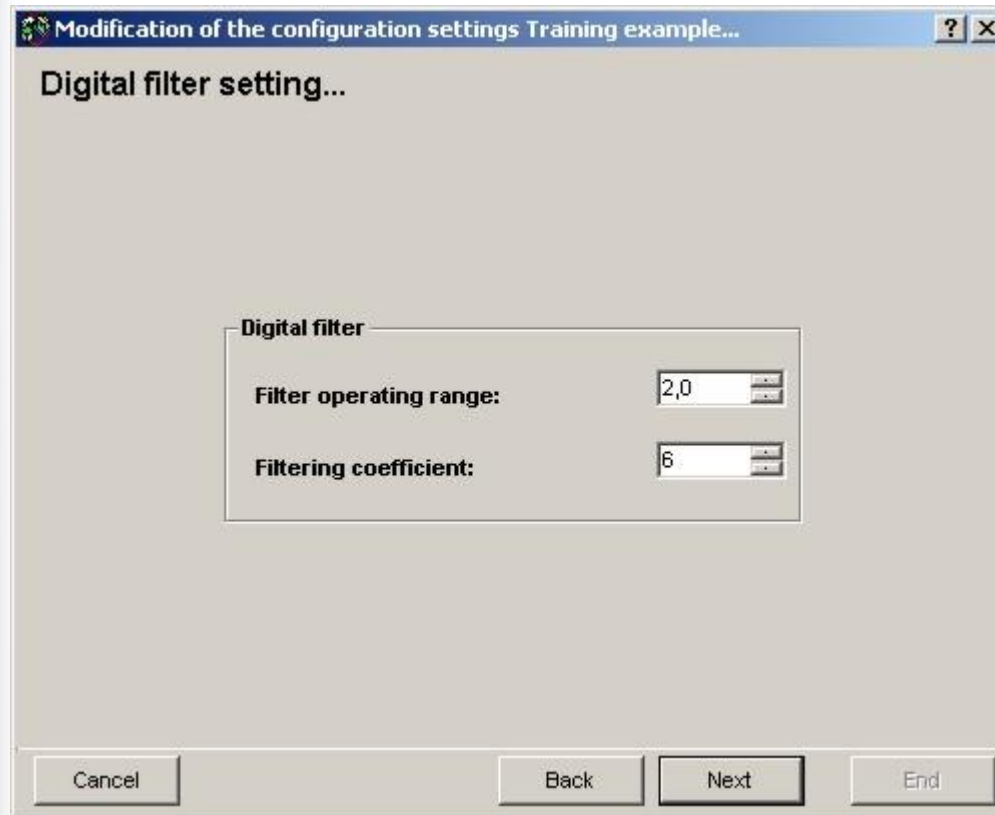 Modification of the configuration settings Training example...
Digital filter setting...
Digital filter
Filter operating range: 2,0
Filtering coefficient: 6
Cancel Back Next End